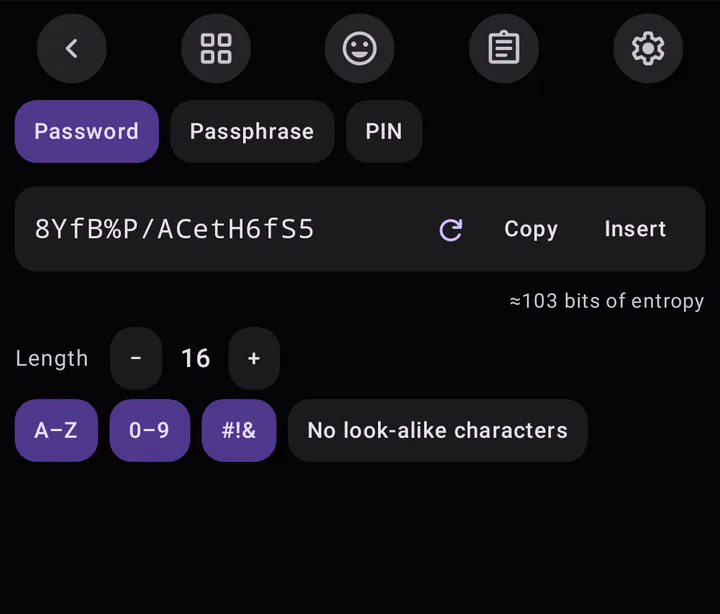 Password Passphrase PIN
8YfB%P/ACetH6fS5 Copy Insert
≈103 bits of entropy
Length − 16 +
A–Z 0–9 #!& No look-alike characters